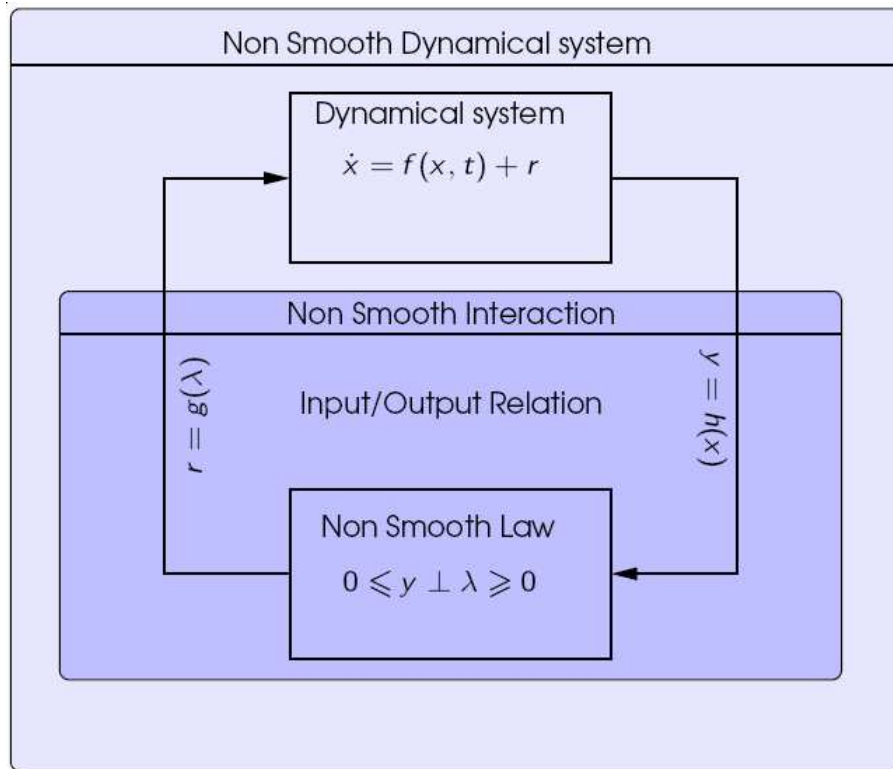 Non Smooth Dynamical system
Dynamical system
ẋ = f(x, t) + r
Non Smooth Interaction
r = g(λ)
Input/Output Relation
y = h(x)
Non Smooth Law
0 ⩽ y ⊥ λ ⩾ 0